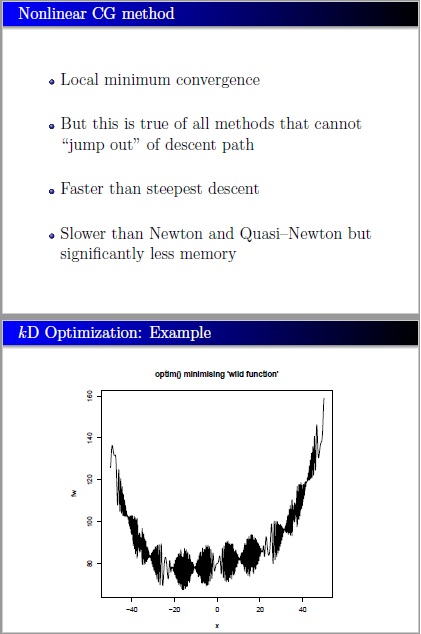 Nonlinear CG method
Local minimum convergence
But this is true of all methods that cannot
“jump out” of descent path
Faster than steepest descent
Slower than Newton and Quasi–Newton but
significantly less memory
kD Optimization: Example
optim() minimising 'wild function'
160
140
120
100
80
fw
−40 −20 0 20 40
x